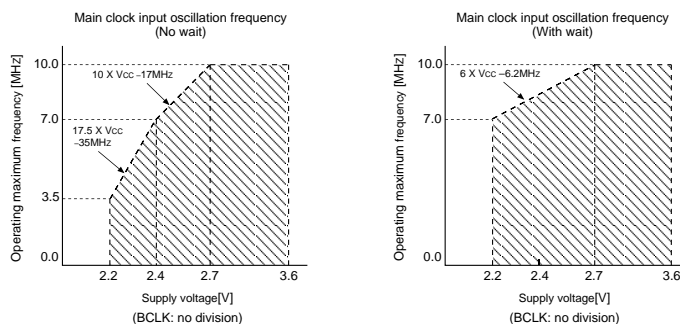 Main clock input oscillation frequency
(No wait)
Operating maximum frequency [MHz]
10.0
7.0
3.5
0.0
10 X VCC –17MHz
17.5 X VCC
–35MHz
2.2
2.4
2.7
3.6
Supply voltage[V]
(BCLK: no division)
Main clock input oscillation frequency
(With wait)
Operating maximum frequency [MHz]
10.0
7.0
0.0
6 X VCC –6.2MHz
2.2
2.4
2.7
3.6
Supply voltage[V]
(BCLK: no division)